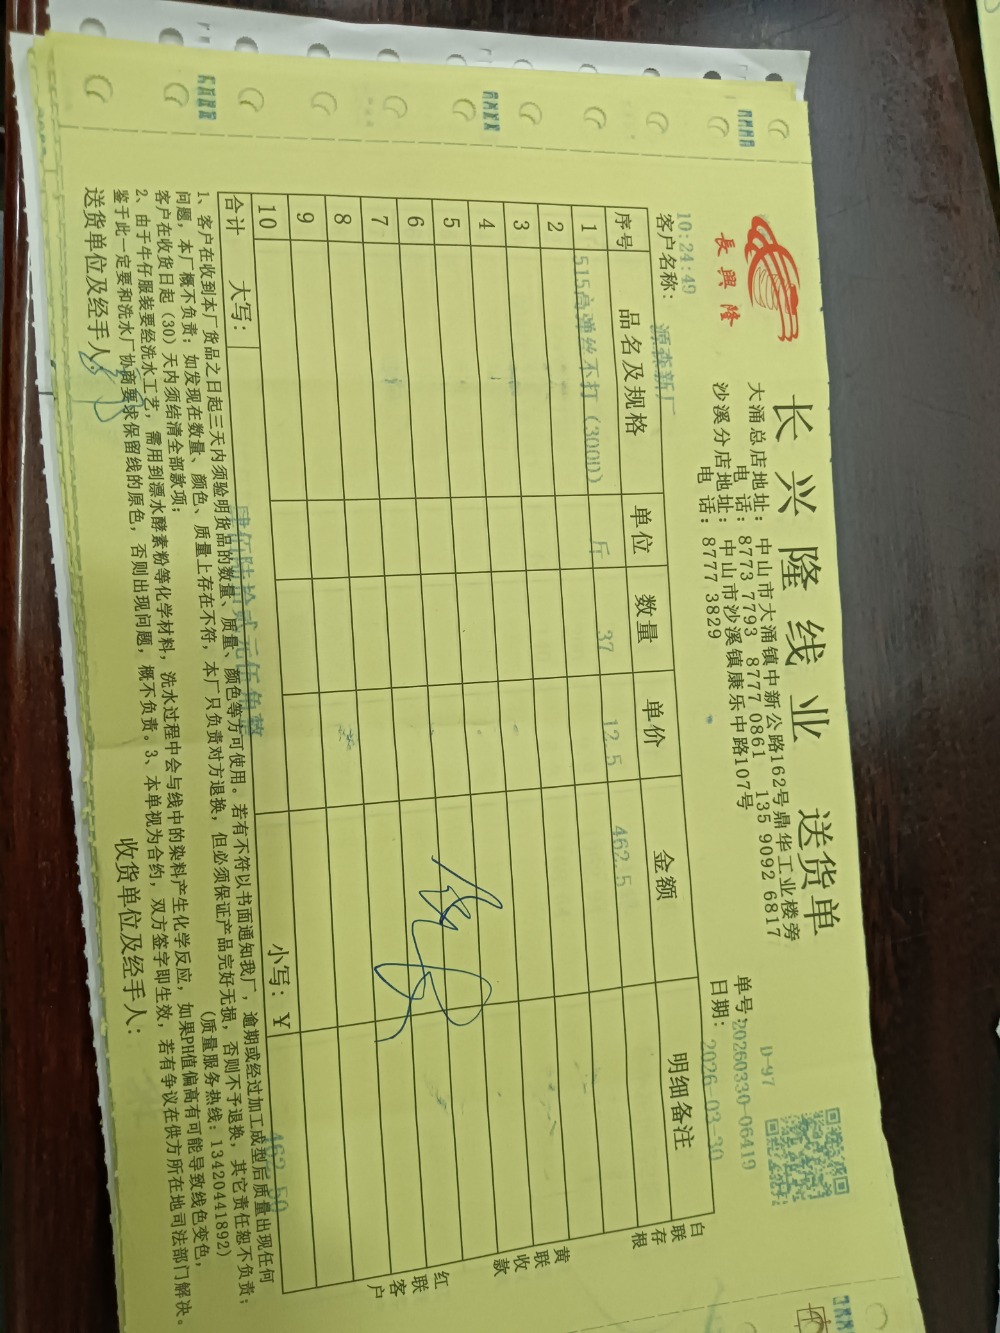 長興隆
长兴隆线业 送货单
大涌总店地址：中山市大涌镇中新公路162号鼎华工业楼旁
电话：8773 7793 8777 0861 135 9092 6817
沙溪分店地址：中山市沙溪镇康乐中路107号
电话：8777 3829
D-97
单号：20260330-06419
日期：2026-03-30
10:24:49
客户名称：源森新厂
序号 品名及规格 单位 数量 单价 金额 明细备注
1 515高弹丝不打（300D） 斤 37 12.5 462.5
2
3
4
5
6
7
8
9
10
合计 大写：肆佰陆拾贰元伍角整 小写：¥ 462.50
1、客户在收到本厂货品之日起三天内须验明货品的数量、质量、颜色等方可使用。若有不符以书面通知我厂，逾期或经过加工成型后质量出现任何
问题，本厂概不负责；如发现在数量、颜色、质量上存在不符，本厂只负责对方退换，但必须保证产品完好无损，否则不予退换，其它责任恕不负责；
客户在收货日起（30）天内须结清全部款项； （质量服务热线：13420441892）
2、由于牛仔服装要经洗水工艺，需用到漂水酵素粉等化学材料，洗水过程中会与线中的染料产生化学反应，如果PH值偏高有可能导致线色变色，
鉴于此一定要和洗水厂协商要求保留线的原色，否则出现问题，概不负责。3、本单视为合约，双方签字即生效，若有争议在供方所在地司法部门解决。
送货单位及经手人： 收货单位及经手人：
白联存根
黄联收款
红联客户